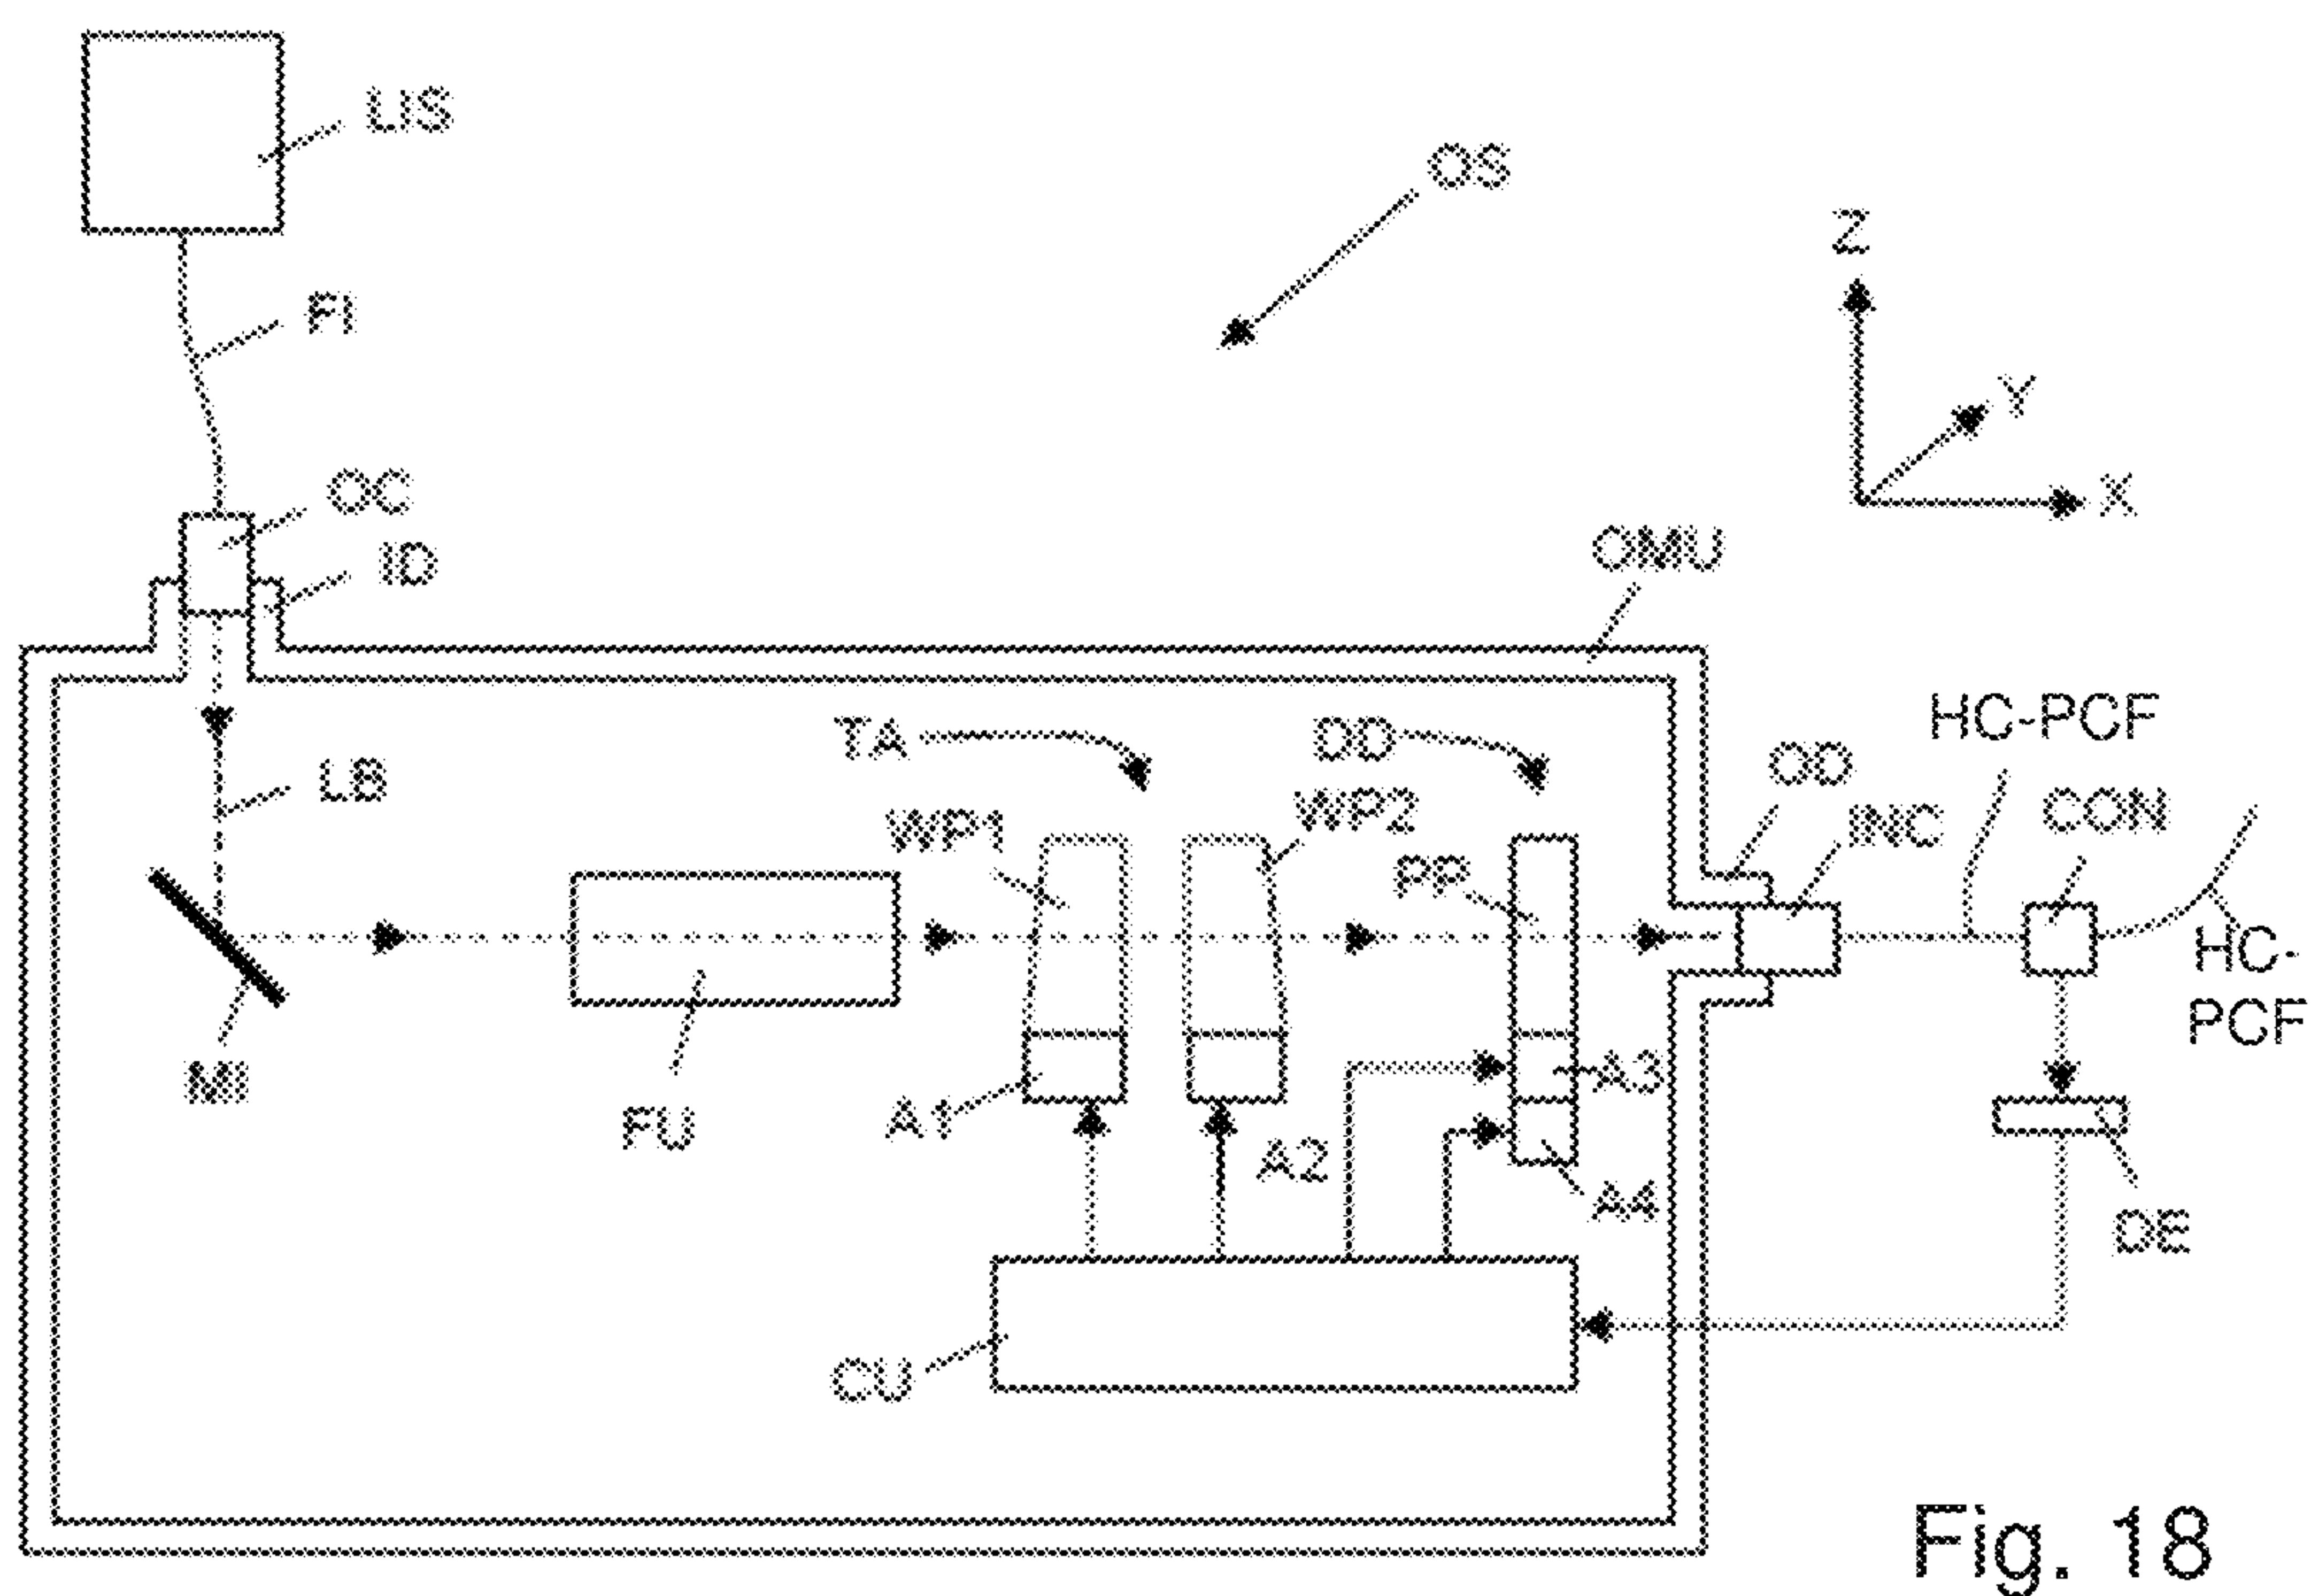 LIS
OS
Z
FI
Y
OC
X
ID
OMU
HC-PCF
TA
DD
OD
LB
WP1
WP2
INC
CON
PP
HC-
PCF
MI
A3
FU
A1
A2
A4
DE
CU
Fig. 18